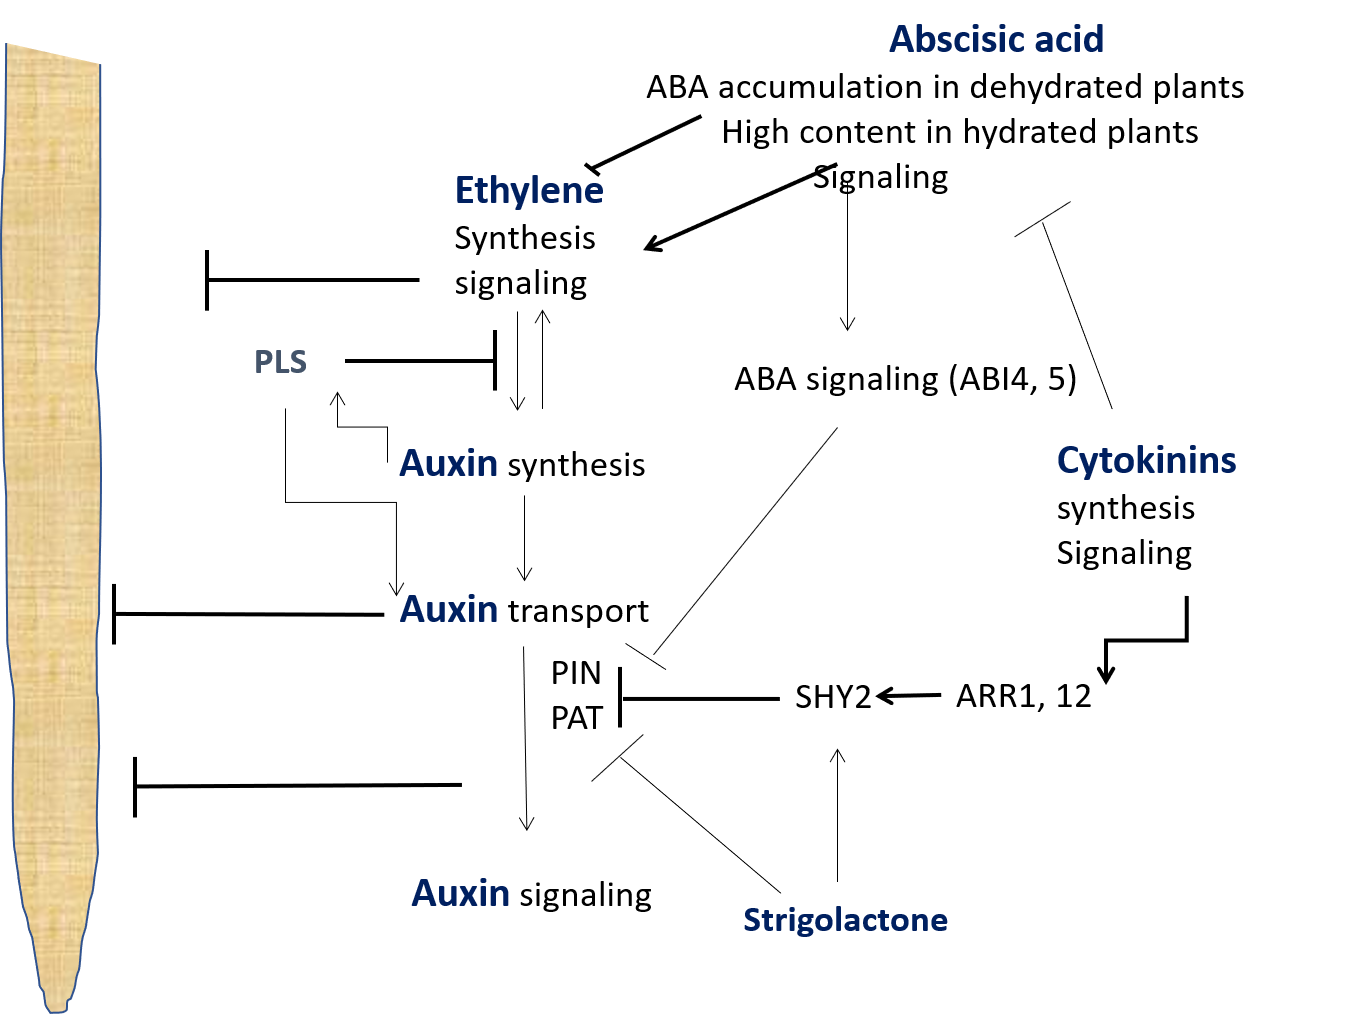 Abscisic acid
ABA accumulation in dehydrated plants
High content in hydrated plants
Signaling
Ethylene
Synthesis
signaling
PLS
ABA signaling (ABI4, 5)
Auxin synthesis
Cytokinins
synthesis
Signaling
Auxin transport
PIN
PAT
SHY2
ARR1, 12
Auxin signaling
Strigolactone